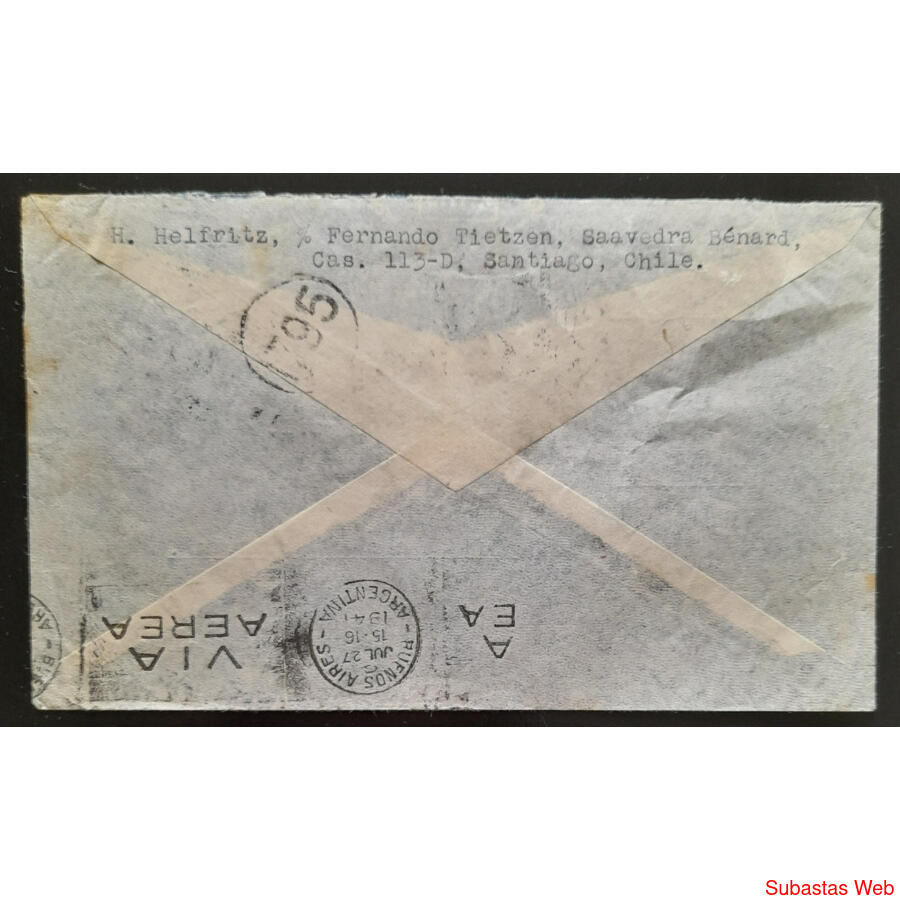 H. Helfritz, % Fernando Tietzen, Saavedra Bénard,
Cas. 113-D, Santiago, Chile.
VIA
AEREA
BUENOS AIRES - ARGENTINA -
C
JUL 27
15-16
1941
A
EA
Subastas Web